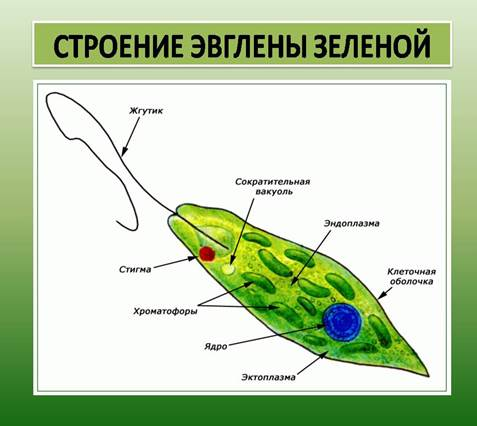 СТРОЕНИЕ ЭВГЛЕНЫ ЗЕЛЕНОЙ
Жгутик
Сократительная
вакуоль
Эндоплазма
Стигма
Клеточная
оболочка
Хроматофоры
Ядро
Эктоплазма